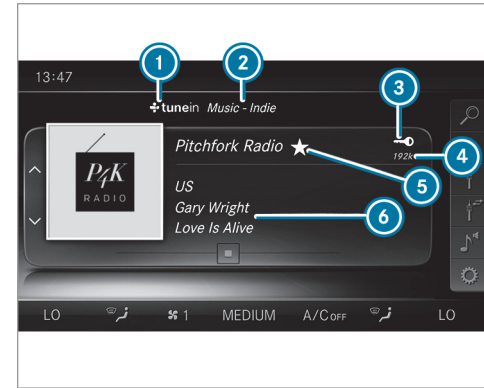 1
2
13:47
3
tunein Music - Indie
Pitchfork Radio
192k
4
P4K
RADIO
US
5
Gary Wright
6
Love Is Alive
LO
1
MEDIUM
A/C OFF
LO